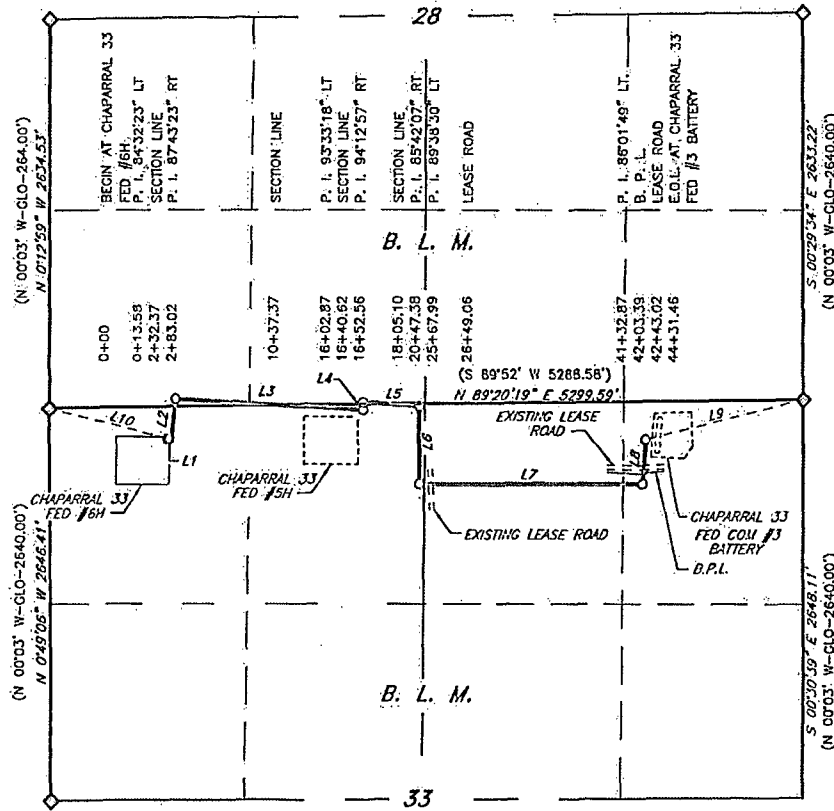 28
(N 00°03' W-GLO-264.00')
N 0°12'59" W 2634.53'
BEGIN AT CHAPARRAL 33
FED #6H
P. I. 84°32'23" LT
SECTION LINE
P. I. 87°43'23" RT
SECTION LINE
P. I. 93°33'18" LT
SECTION LINE
P. I. 94°12'57" RT
SECTION LINE
P. I. 85°42'07" RT
P. I. 89°38'30" LT
LEASE ROAD
P. I. 86°01'49" LT.
B. P. L.
LEASE ROAD
E.O.L. AT CHAPARRAL 33
FED #3 BATTERY
S 00°29'34" E 2633.22'
(N 00°03' W-GLO-2640.00')
B. L. M.
0+00
0+13.58
2+32.37
2+83.02
10+37.37
16+02.87
16+40.62
16+52.56
18+05.10
20+47.38
25+67.99
26+49.06
41+32.87
42+03.39
42+43.02
44+31.46
(S 89°52' W 5288.58')
N 89°20'19" E 5299.59'
L10
L2
L3
L4
L5
L6
L9
L1
L7
L8
EXISTING LEASE
ROAD
CHAPARRAL 33
FED #6H
CHAPARRAL 33
FED #5H
EXISTING LEASE ROAD
CHAPARRAL 33
FED COM #3
BATTERY
B.P.L.
(N 00°03' W-GLO-2640.00')
N 0°49'06" W 2646.41'
S 00°30'39" E 2648.11'
(N 00°03' W-GLO-2640.00')
B. L. M.
33